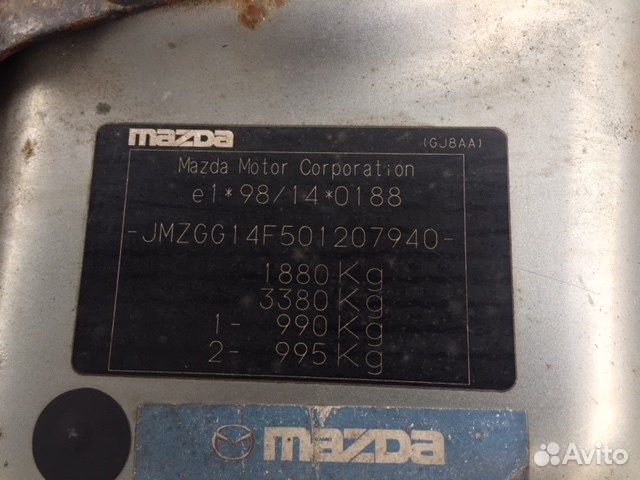 mazda
(GJ8AA)
Mazda Motor Corporation
e1*98/14*0188
-JMZGG14F501207940-
1880 Kg
3380 Kg
1- 990 Kg
2- 995 Kg
mazda
Avito